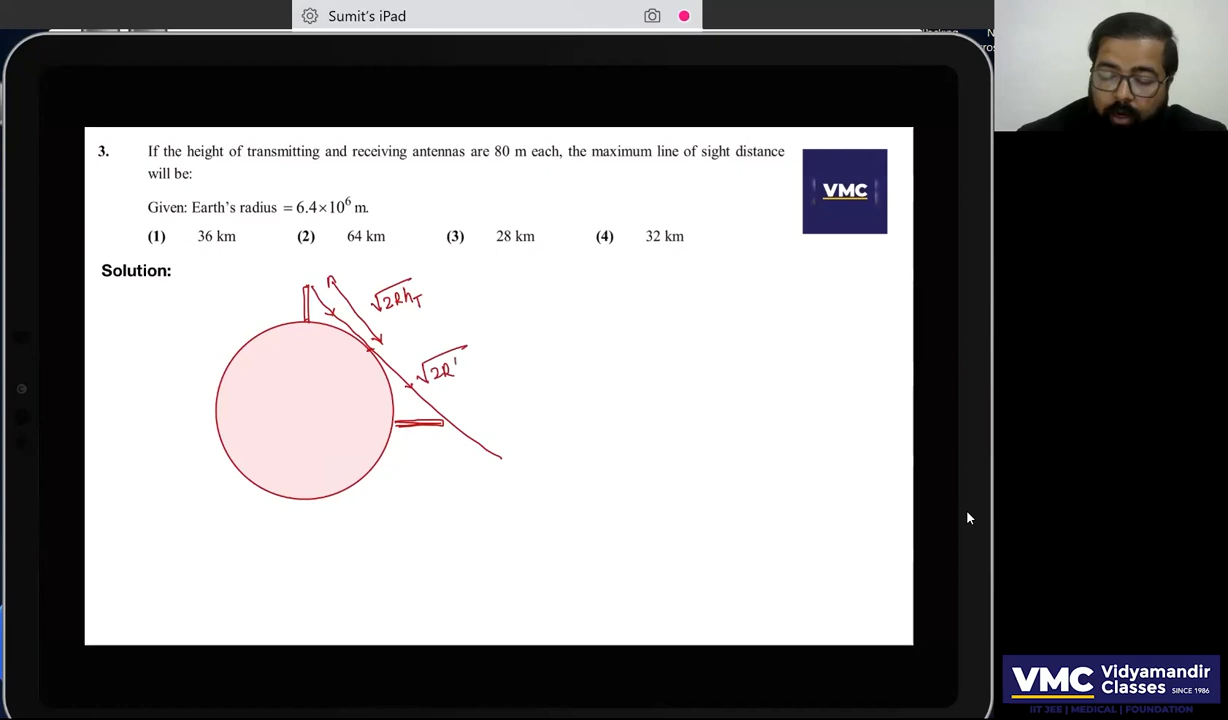 Sumit's iPad
3. If the height of transmitting and receiving antennas are 80 m each, the maximum line of sight distance
will be:
Given: Earth's radius = 6.4×10⁶ m.
(1) 36 km (2) 64 km (3) 28 km (4) 32 km
VMC
Solution:
√2Rh_T
√2R
VMC Vidyamandir
Classes SINCE 1986
IIT JEE | MEDICAL | FOUNDATION